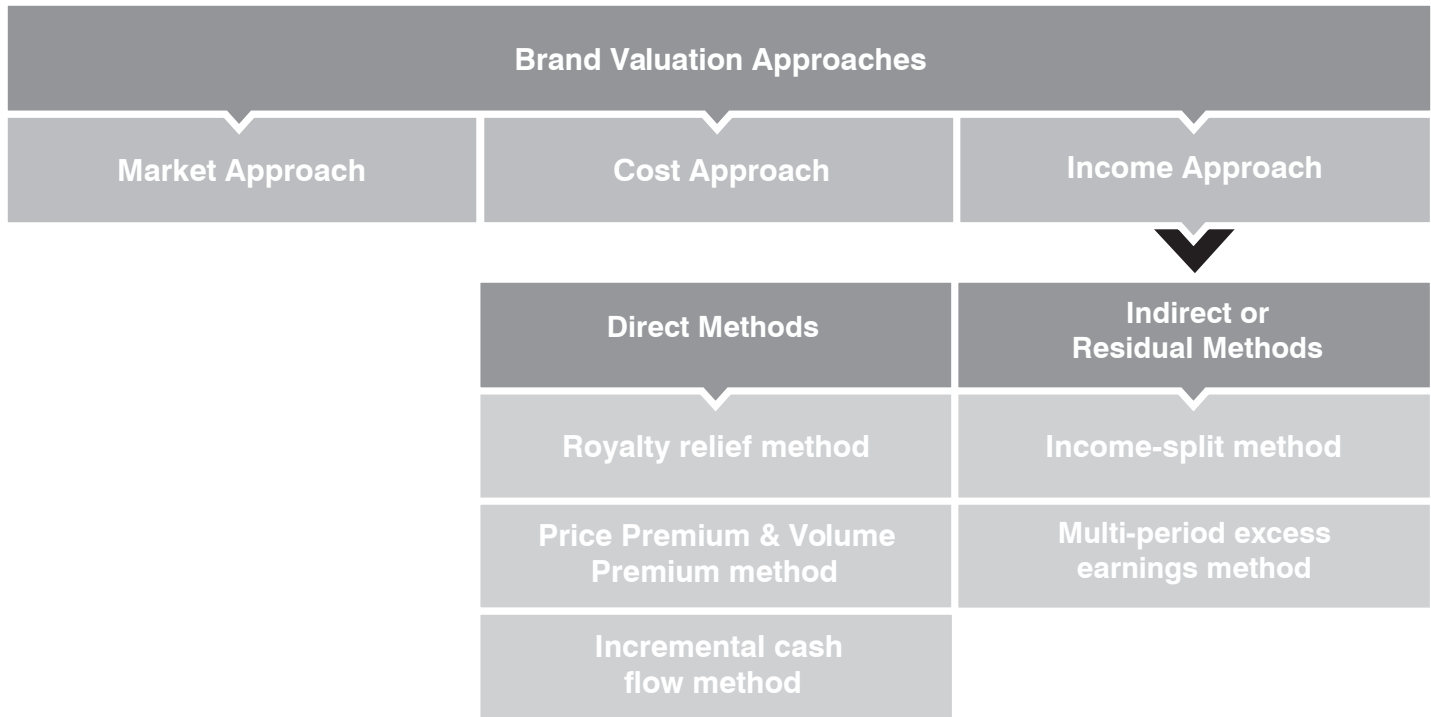 Brand Valuation Approaches
Market Approach
Cost Approach
Income Approach
Direct Methods
Indirect or
Residual Methods
Royalty relief method
Income-split method
Price Premium & Volume
Premium method
Multi-period excess
earnings method
Incremental cash
flow method